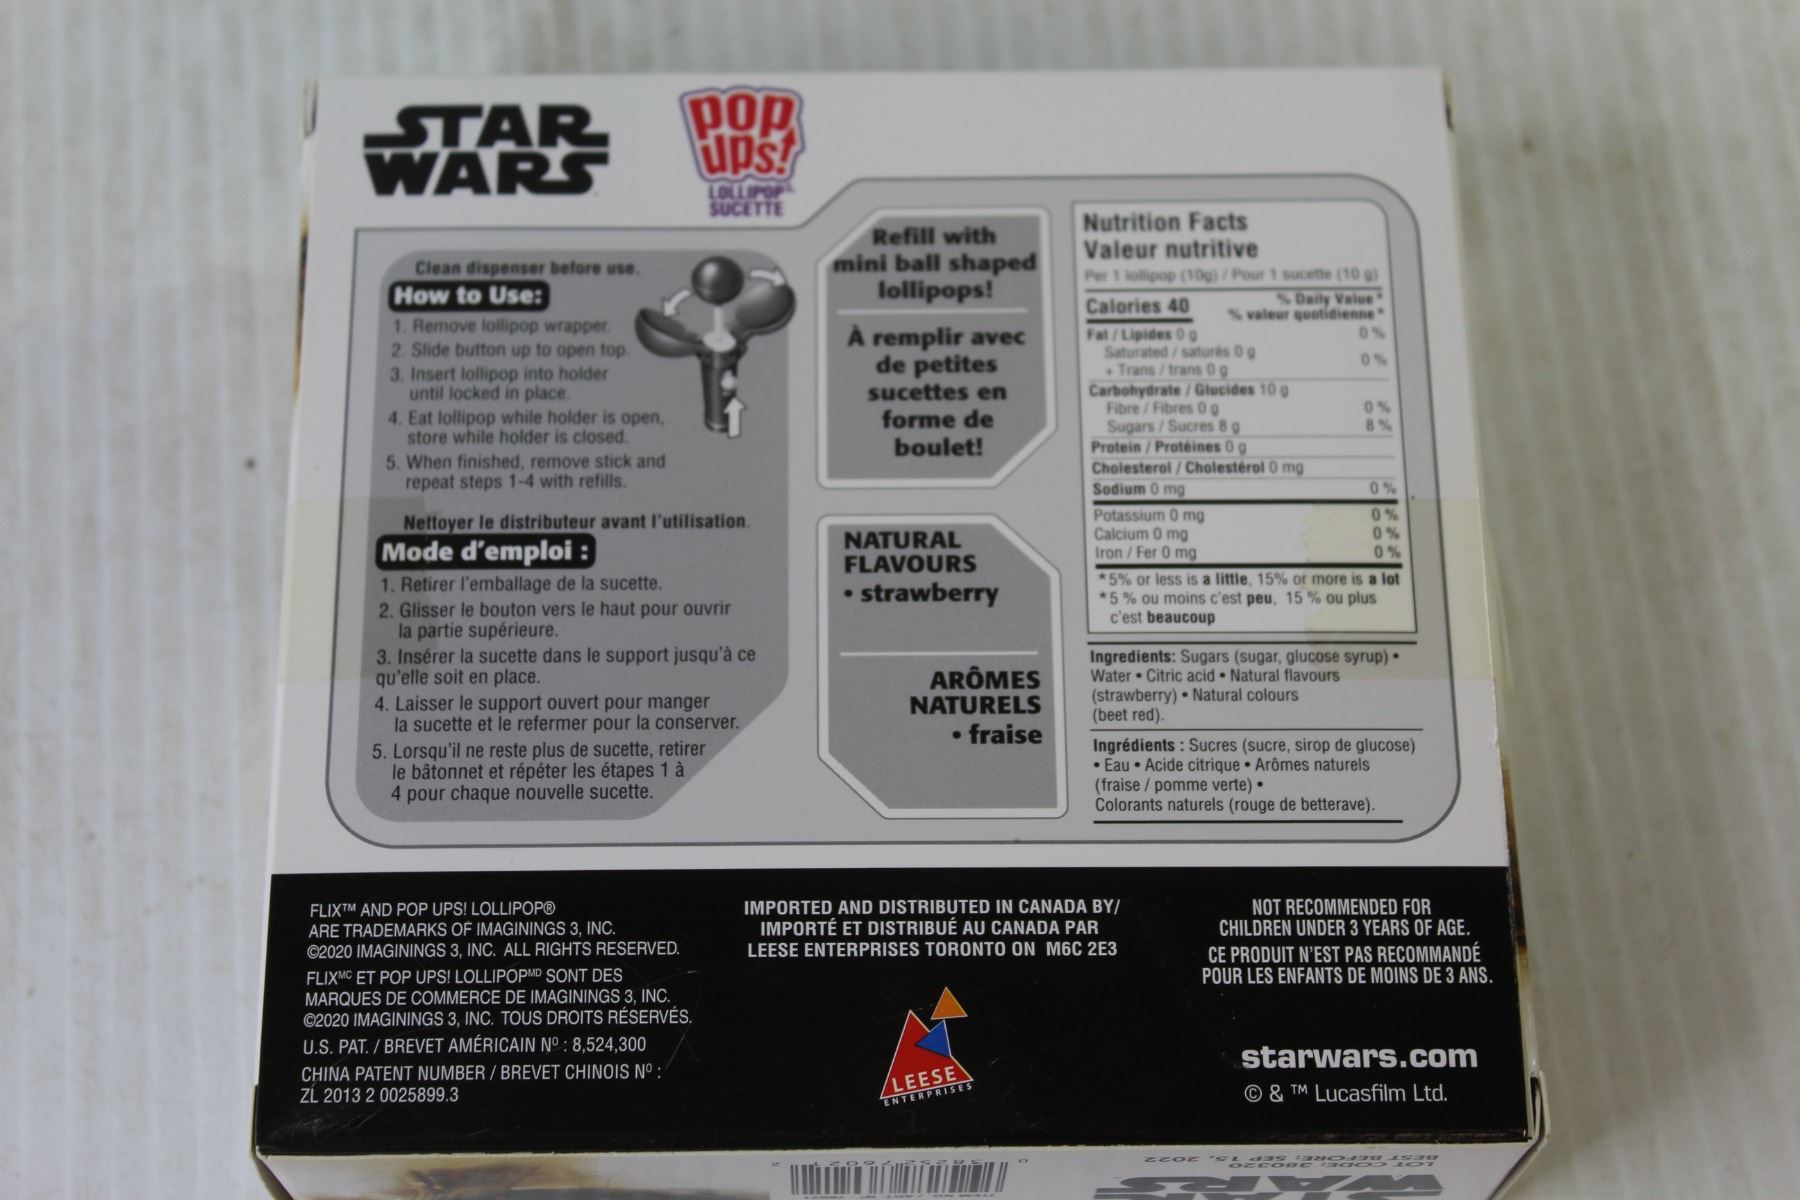 STAR
WARS
pop
ups!
LOLLIPOP
SUCETTE
Clean dispenser before use.
How to Use:
1. Remove lollipop wrapper.
2. Slide button up to open top.
3. Insert lollipop into holder
until locked in place.
4. Eat lollipop while holder is open,
store while holder is closed.
5. When finished, remove stick and
repeat steps 1-4 with refills.
Nettoyer le distributeur avant l'utilisation.
Mode d'emploi :
1. Retirer l'emballage de la sucette.
2. Glisser le bouton vers le haut pour ouvrir
la partie supérieure.
3. Insérer la sucette dans le support jusqu'à ce
qu'elle soit en place.
4. Laisser le support ouvert pour manger
la sucette et le refermer pour la conserver.
5. Lorsqu'il ne reste plus de sucette, retirer
le bâtonnet et répéter les étapes 1 à
4 pour chaque nouvelle sucette.
Refill with
mini ball shaped
lollipops!
À remplir avec
de petites
sucettes en
forme de
boulet!
NATURAL
FLAVOURS
• strawberry
ARÔMES
NATURELS
• fraise
Nutrition Facts
Valeur nutritive
Per 1 lollipop (10g) / Pour 1 sucette (10 g)
Calories 40
% Daily Value*
% valeur quotidienne*
Fat / Lipides 0 g 0 %
Saturated / saturés 0 g
+ Trans / trans 0 g 0 %
Carbohydrate / Glucides 10 g
Fibre / Fibres 0 g 0 %
Sugars / Sucres 8 g 8 %
Protein / Protéines 0 g
Cholesterol / Cholestérol 0 mg
Sodium 0 mg 0 %
Potassium 0 mg 0 %
Calcium 0 mg 0 %
Iron / Fer 0 mg 0 %
*5% or less is a little, 15% or more is a lot
*5 % ou moins c'est peu, 15 % ou plus
c'est beaucoup
Ingredients: Sugars (sugar, glucose syrup) •
Water • Citric acid • Natural flavours
(strawberry) • Natural colours
(beet red).
Ingrédients : Sucres (sucre, sirop de glucose)
• Eau • Acide citrique • Arômes naturels
(fraise / pomme verte) •
Colorants naturels (rouge de betterave).
FLIX™ AND POP UPS! LOLLIPOP®
ARE TRADEMARKS OF IMAGININGS 3, INC.
©2020 IMAGININGS 3, INC. ALL RIGHTS RESERVED.
FLIXMC ET POP UPS! LOLLIPOPMD SONT DES
MARQUES DE COMMERCE DE IMAGININGS 3, INC.
©2020 IMAGININGS 3, INC. TOUS DROITS RÉSERVÉS.
U.S. PAT. / BREVET AMÉRICAIN Nº : 8,524,300
CHINA PATENT NUMBER / BREVET CHINOIS Nº :
ZL 2013 2 0025899.3
IMPORTED AND DISTRIBUTED IN CANADA BY/
IMPORTÉ ET DISTRIBUÉ AU CANADA PAR
LEESE ENTERPRISES TORONTO ON M6C 2E3
LEESE
ENTERPRISES
NOT RECOMMENDED FOR
CHILDREN UNDER 3 YEARS OF AGE.
CE PRODUIT N'EST PAS RECOMMANDÉ
POUR LES ENFANTS DE MOINS DE 3 ANS.
starwars.com
© & ™ Lucasfilm Ltd.
LOT CODE: 380320
BEST BEFORE: SEP 15, 2022
STAR
WARS